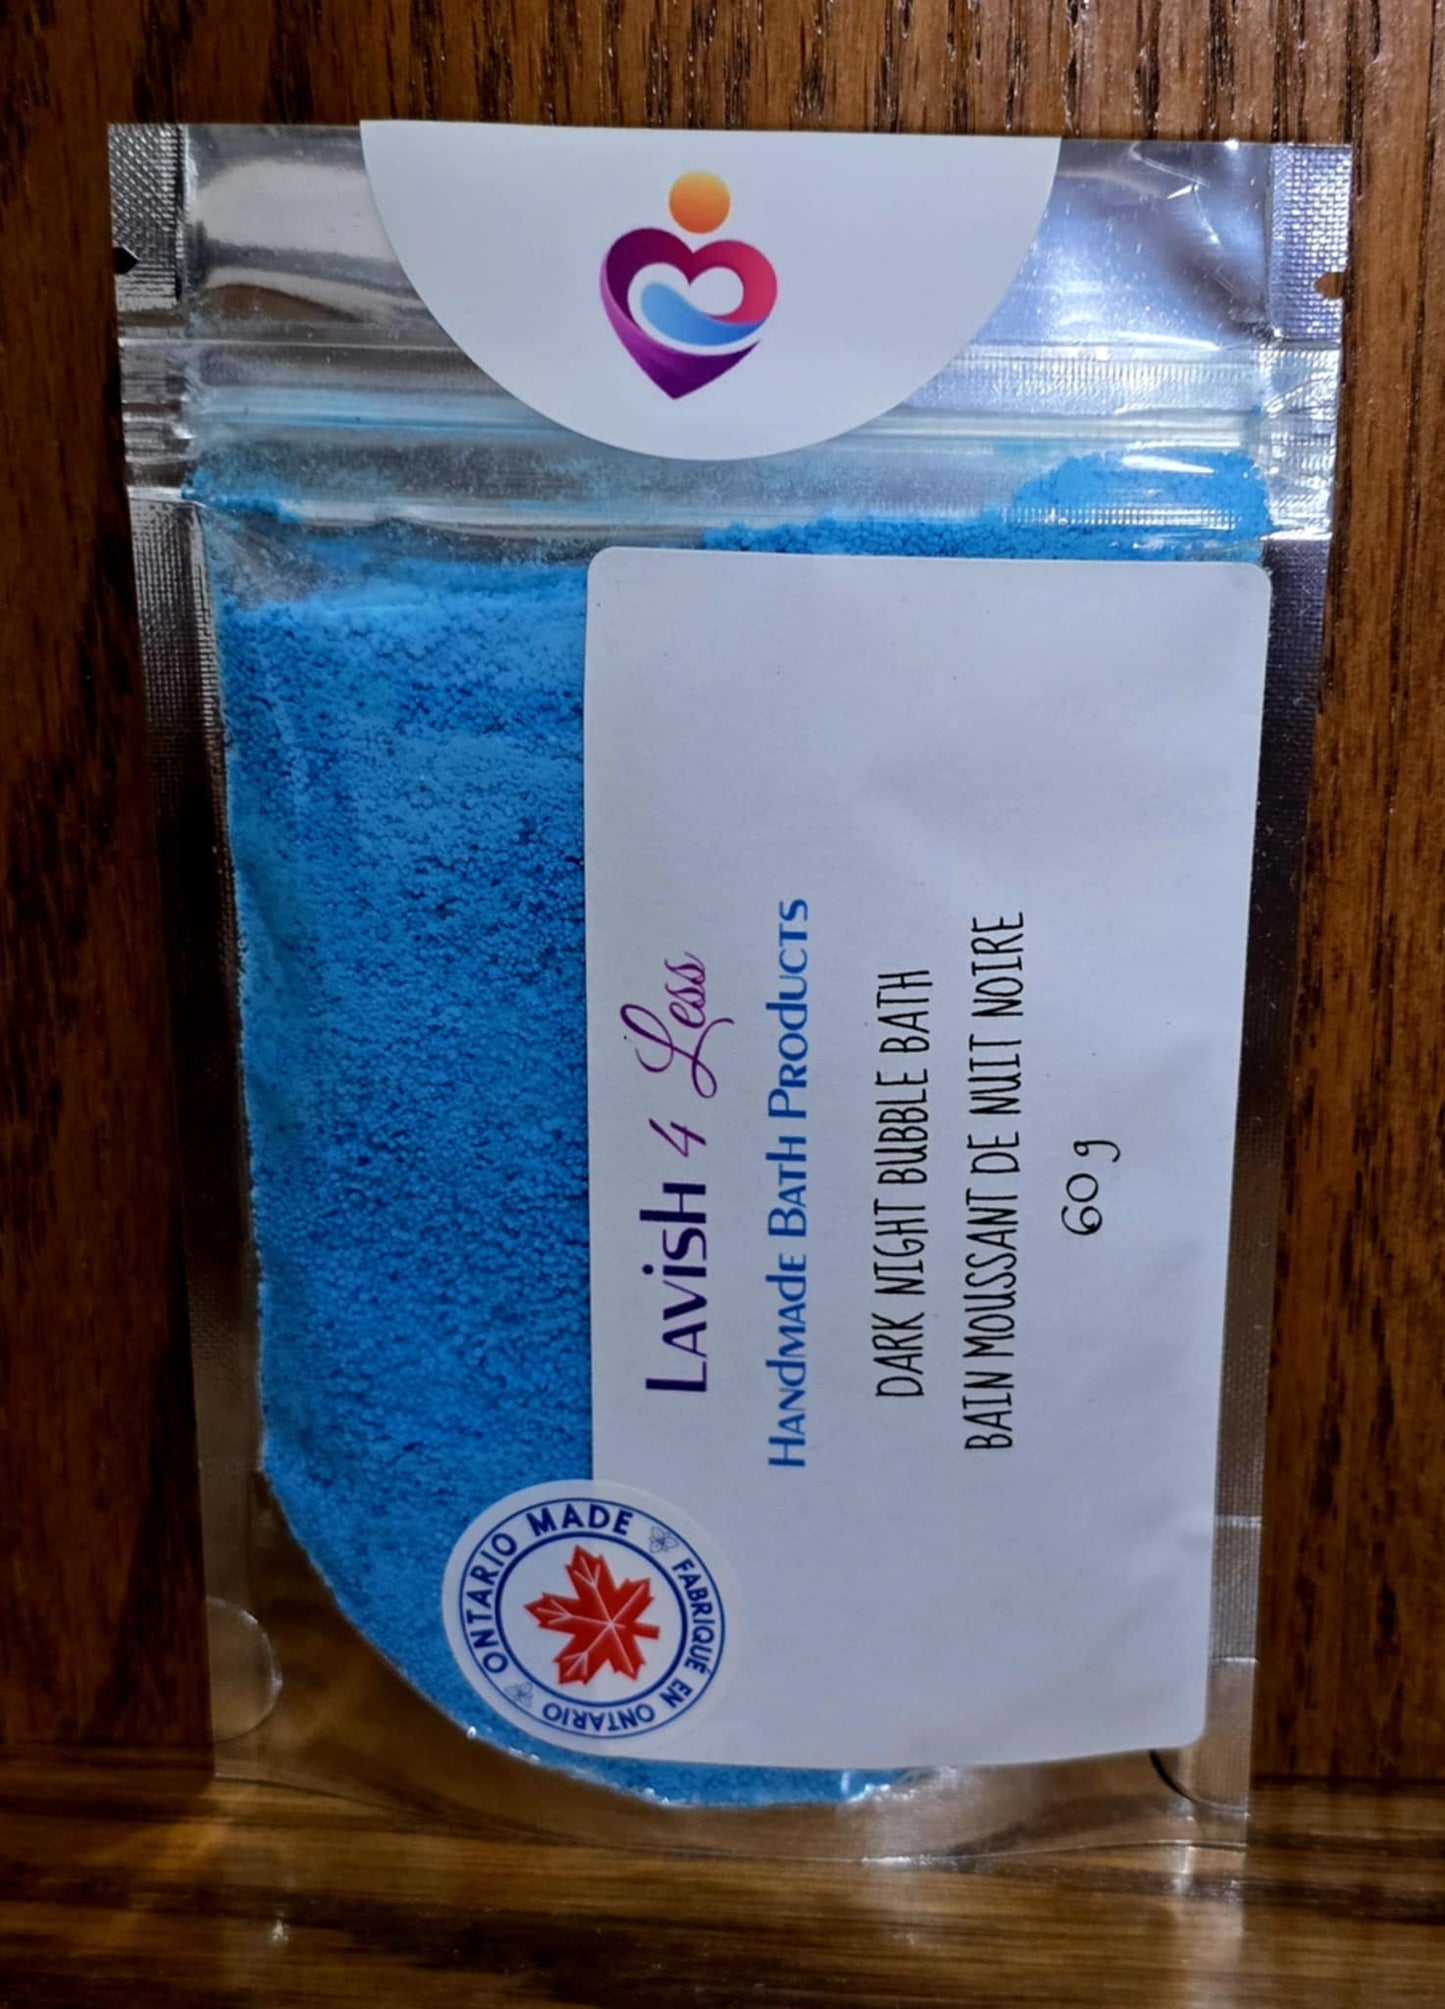 Lavish 4 Less
Handmade Bath Products
DARK NIGHT BUBBLE BATH
BAIN MOUSSANT DE NUIT NOIRE
60 g
ONTARIO MADE
FABRIQUÉ EN ONTARIO